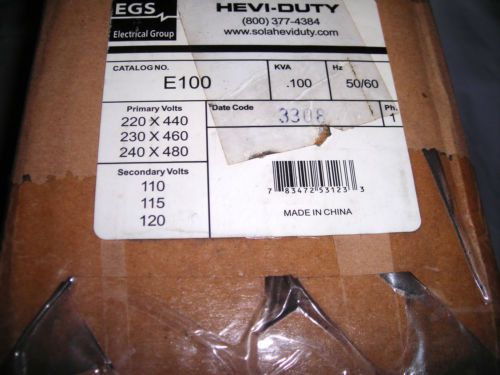 EGS
Electrical Group
HEVI-DUTY
(800) 377-4384
www.solaheviduty.com
CATALOG NO.
E100
KVA
.100
Hz
50/60
Primary Volts
220 X 440
230 X 460
240 X 480
Date Code
3308
Ph.
1
Secondary Volts
110
115
120
7 83472 53123 3
MADE IN CHINA